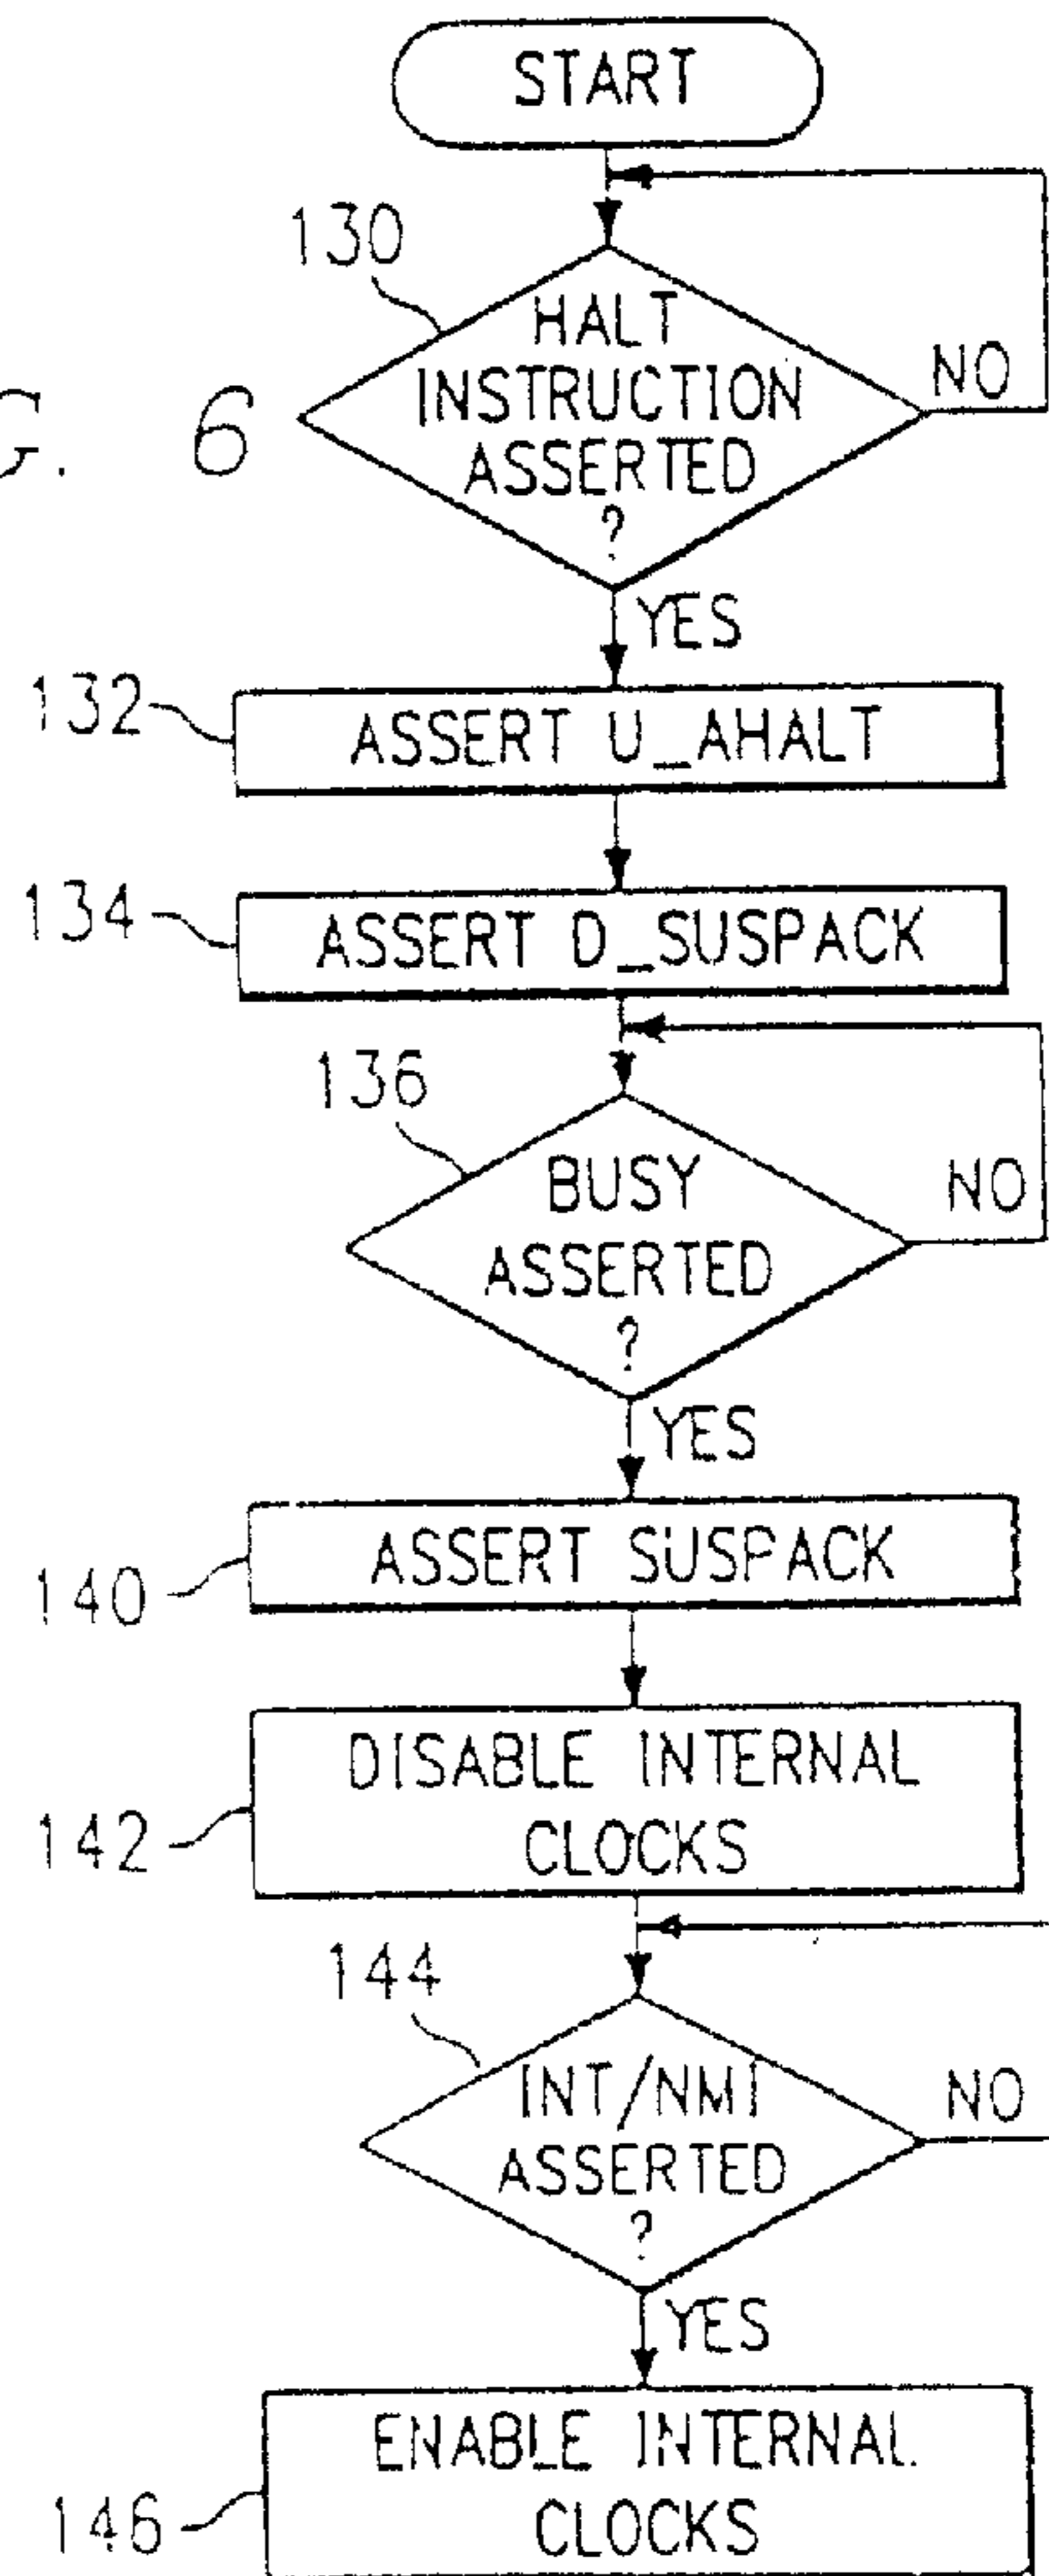 START
130
HALT
INSTRUCTION
ASSERTED
?
NO
G. 6
YES
132
ASSERT U_AHALT
134
ASSERT D_SUSPACK
136
BUSY
ASSERTED
?
NO
YES
ASSERT SUSPACK
140
DISABLE INTERNAL
CLOCKS
142
144
INT/NMI
ASSERTED
?
NO
YES
ENABLE INTERNAL
CLOCKS
146